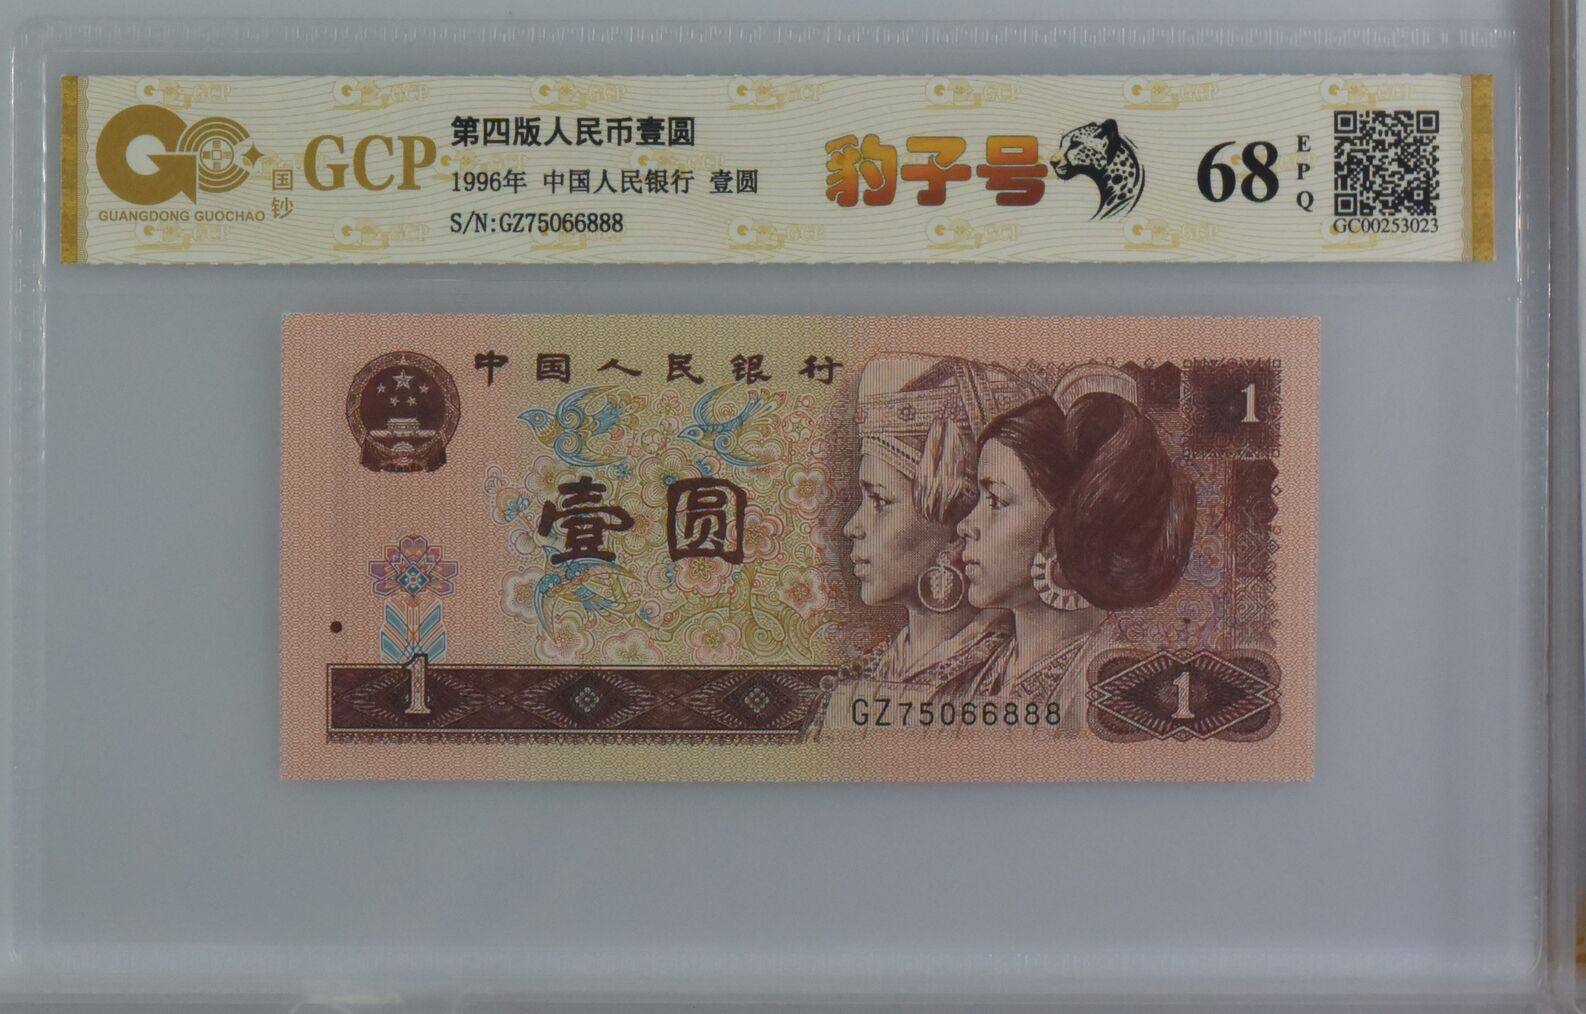 GUANGDONG GUOCHAO
国钞
GCP
第四版人民币壹圆
1996年 中国人民银行 壹圆
S/N:GZ75066888
豹子号
68
EPQ
GC00253023
中国人民银行
1
壹圆
1
GZ75066888
1